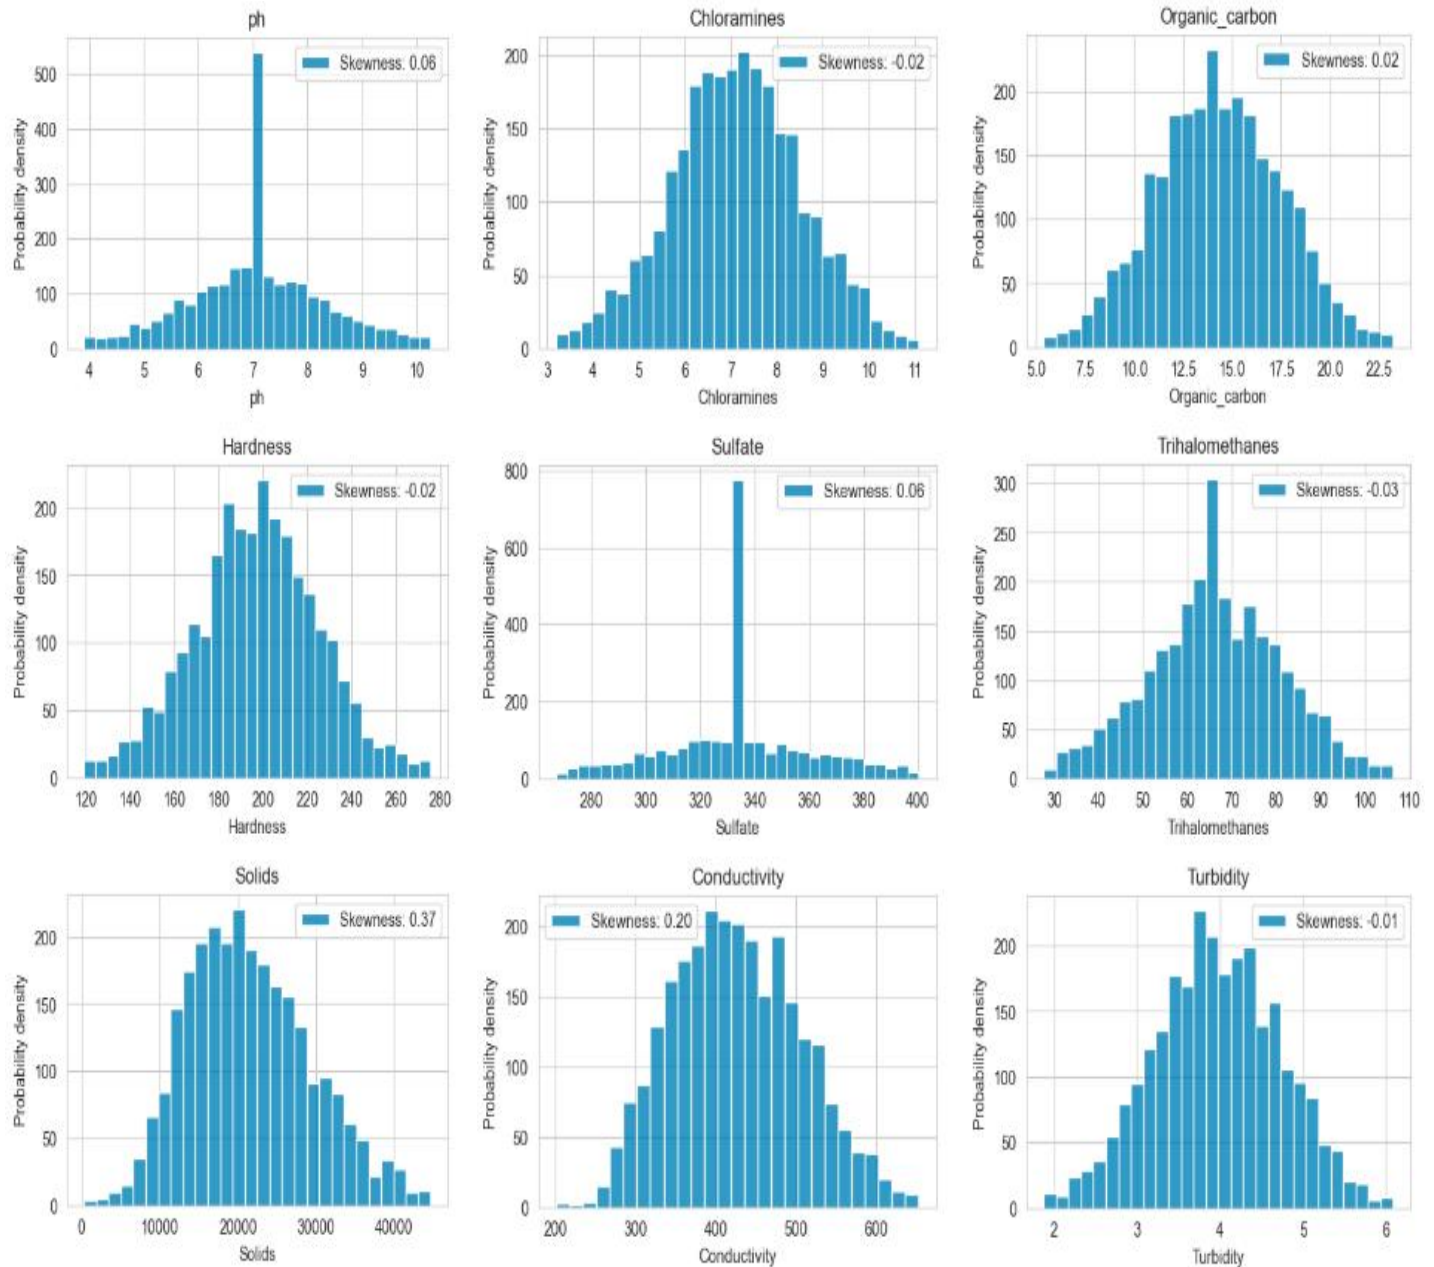 ph
Skewness: 0.06
Probability density
500
400
300
200
100
0
4 5 6 7 8 9 10
ph
Chloramines
Skewness: -0.02
Probability density
200
150
100
50
0
3 4 5 6 7 8 9 10 11
Chloramines
Organic_carbon
Skewness: 0.02
Probability density
200
150
100
50
0
5.0 7.5 10.0 12.5 15.0 17.5 20.0 22.5
Organic_carbon
Hardness
Skewness: -0.02
Probability density
200
150
100
50
0
120 140 160 180 200 220 240 260 280
Hardness
Sulfate
Skewness: 0.06
Probability density
800
600
400
200
0
280 300 320 340 360 380 400
Sulfate
Trihalomethanes
Skewness: -0.03
Probability density
300
250
200
150
100
50
0
30 40 50 60 70 80 90 100 110
Trihalomethanes
Solids
Skewness: 0.37
Probability density
200
150
100
50
0
0 10000 20000 30000 40000
Solids
Conductivity
Skewness: 0.20
Probability density
200
150
100
50
0
200 300 400 500 600
Conductivity
Turbidity
Skewness: -0.01
Probability density
200
150
100
50
0
2 3 4 5 6
Turbidity